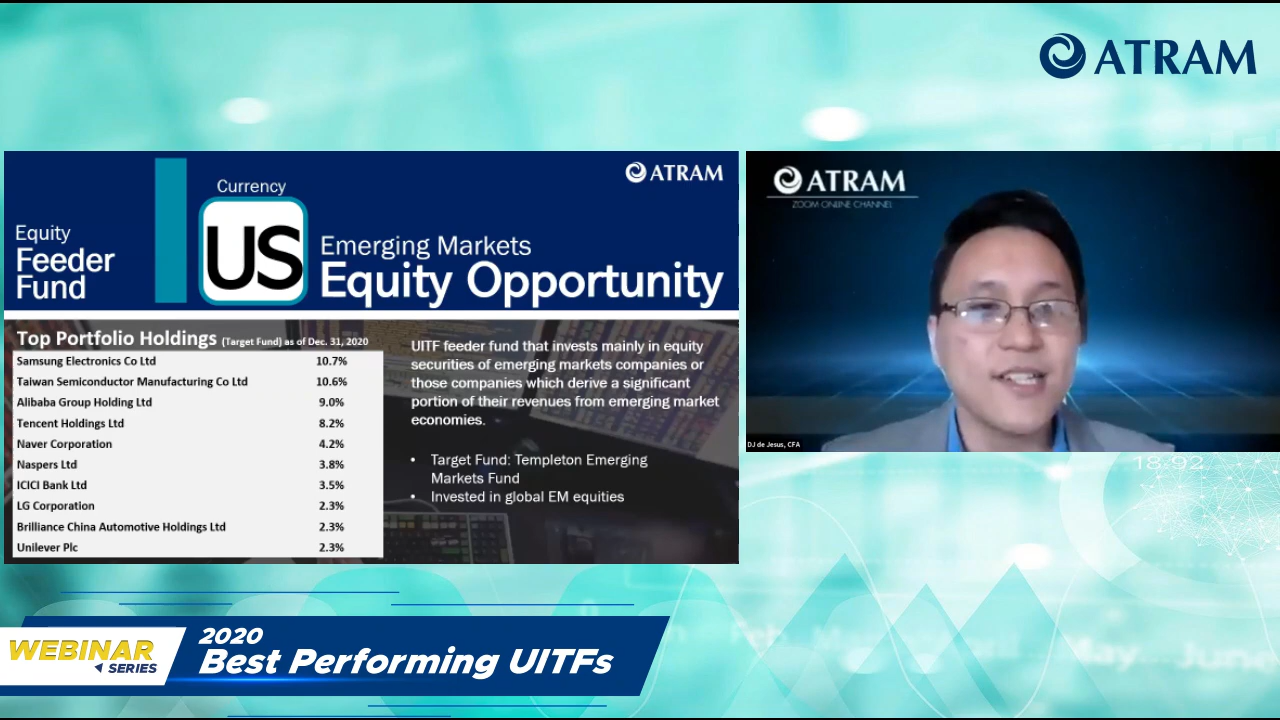 ATRAM
ATRAM
Currency
US
Equity
Feeder
Fund
Emerging Markets
Equity Opportunity
Top Portfolio Holdings (Target Fund) as of Dec. 31, 2020
Samsung Electronics Co Ltd 10.7%
Taiwan Semiconductor Manufacturing Co Ltd 10.6%
Alibaba Group Holding Ltd 9.0%
Tencent Holdings Ltd 8.2%
Naver Corporation 4.2%
Naspers Ltd 3.8%
ICICI Bank Ltd 3.5%
LG Corporation 2.3%
Brilliance China Automotive Holdings Ltd 2.3%
Unilever Plc 2.3%
UITF feeder fund that invests mainly in equity
securities of emerging markets companies or
those companies which derive a significant
portion of their revenues from emerging market
economies.
• Target Fund: Templeton Emerging
Markets Fund
• Invested in global EM equities
ATRAM
ZOOM ONLINE CHANNEL
DJ de Jesus, CFA
18:92
May
June
WEBINAR
SERIES
2020
Best Performing UITFs